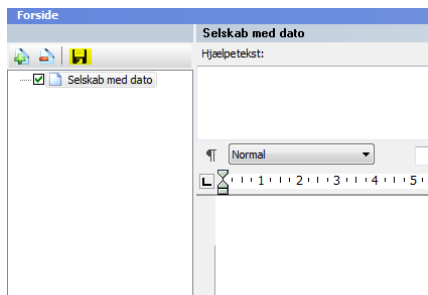 Forside
Selskab med dato
Hjælpetekst:
Selskab med dato
¶ Normal
L 1 2 3 4 5